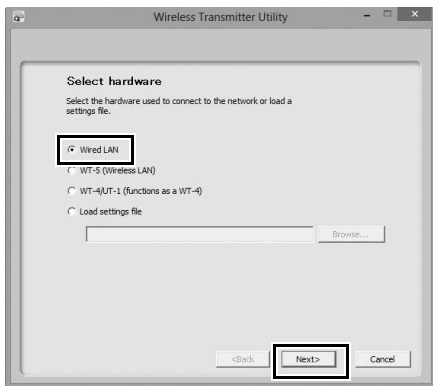 Wireless Transmitter Utility
Select hardware
Select the hardware used to connect to the network or load a
settings file.
Wired LAN
WT-5 (Wireless LAN)
WT-4/UT-1 (functions as a WT-4)
Load settings file
Browse...
<Back
Next>
Cancel